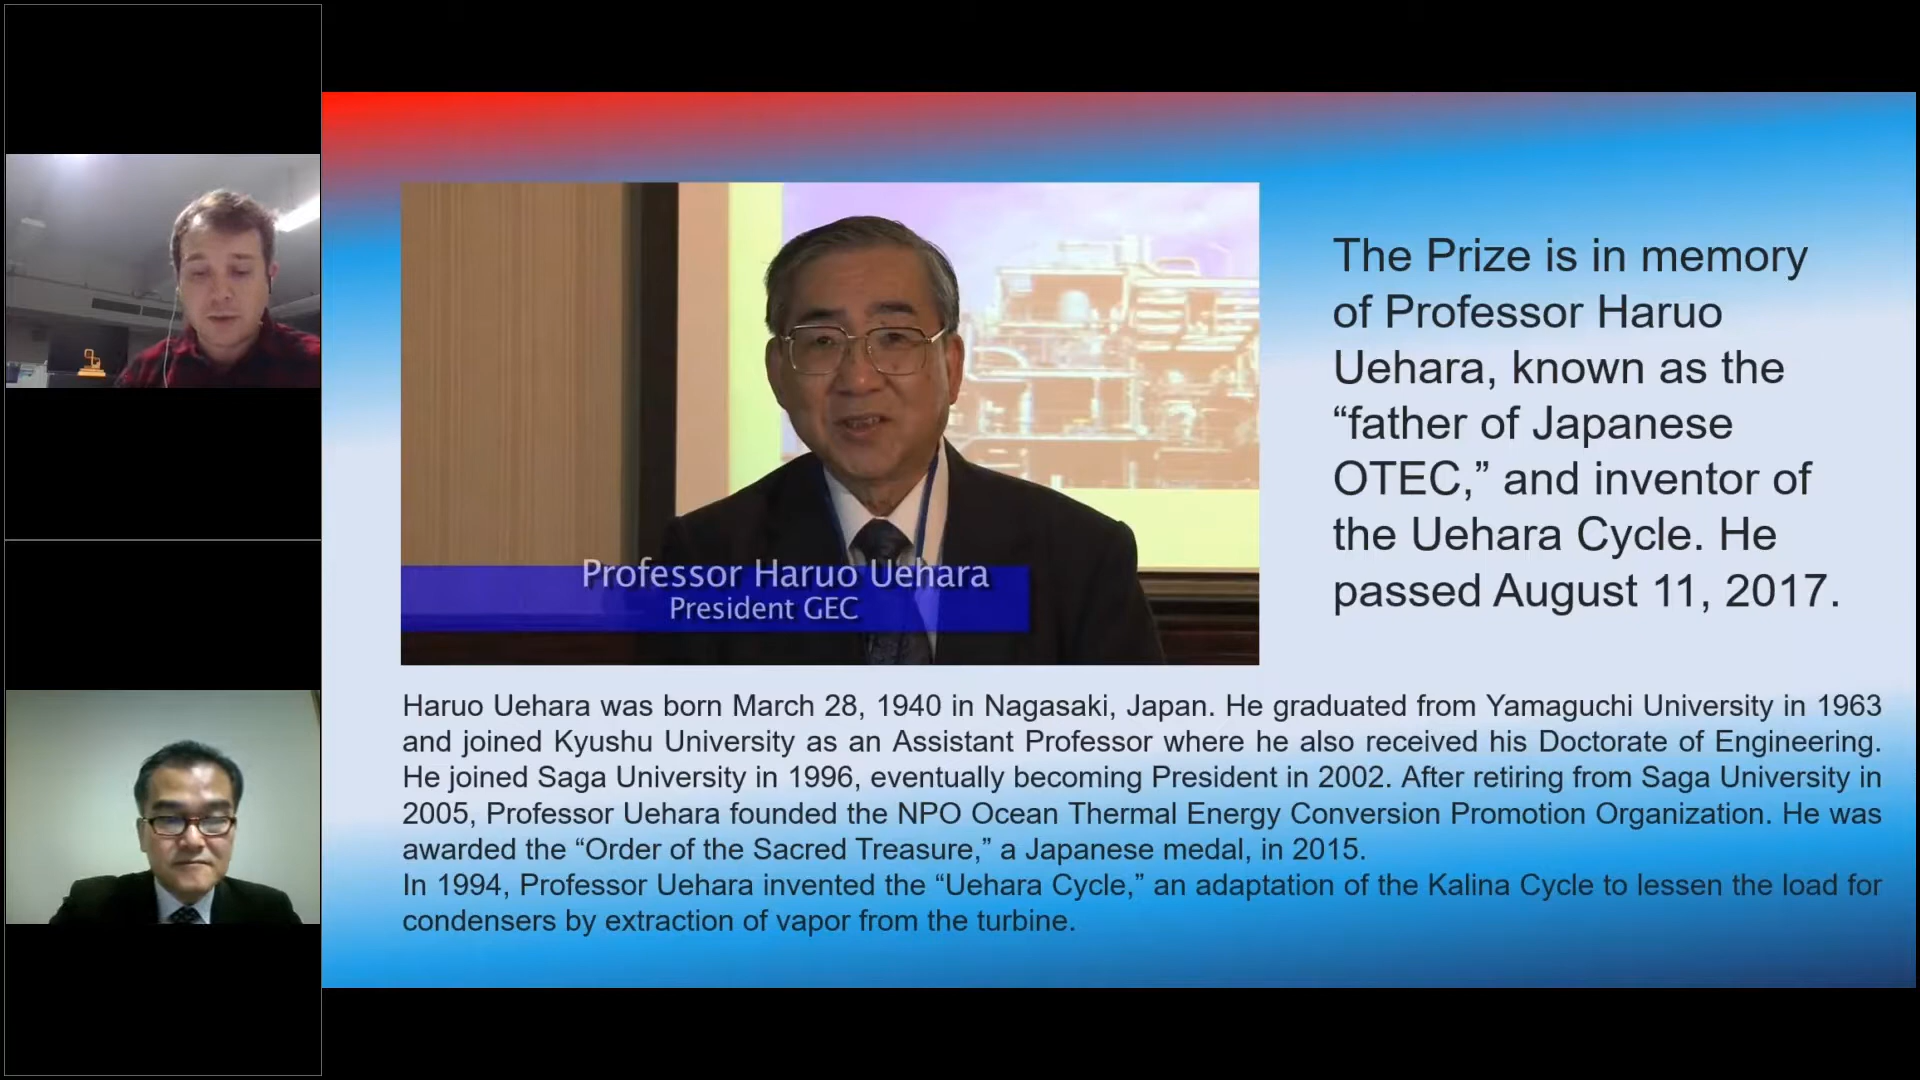 Professor Haruo Uehara
President GEC
The Prize is in memory
of Professor Haruo
Uehara, known as the
“father of Japanese
OTEC,” and inventor of
the Uehara Cycle. He
passed August 11, 2017.
Haruo Uehara was born March 28, 1940 in Nagasaki, Japan. He graduated from Yamaguchi University in 1963
and joined Kyushu University as an Assistant Professor where he also received his Doctorate of Engineering.
He joined Saga University in 1996, eventually becoming President in 2002. After retiring from Saga University in
2005, Professor Uehara founded the NPO Ocean Thermal Energy Conversion Promotion Organization. He was
awarded the “Order of the Sacred Treasure,” a Japanese medal, in 2015.
In 1994, Professor Uehara invented the “Uehara Cycle,” an adaptation of the Kalina Cycle to lessen the load for
condensers by extraction of vapor from the turbine.